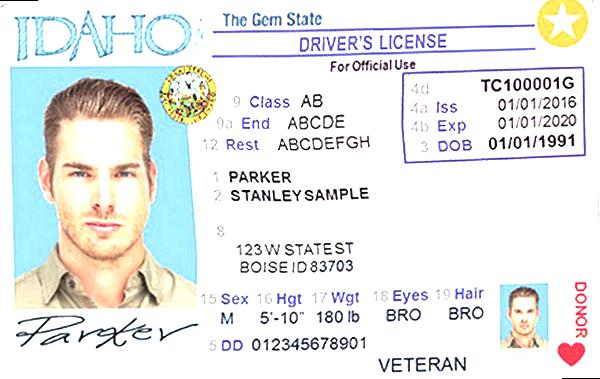 IDAHO
The Gem State
DRIVER'S LICENSE
For Official Use
9 Class AB
9a End ABCDE
12 Rest ABCDEFGH
4d TC100001G
4a Iss 01/01/2016
4b Exp 01/01/2020
3 DOB 01/01/1991
1 PARKER
2 STANLEY SAMPLE
8
123 W STATE ST
BOISE ID 83703
15 Sex 16 Hgt 17 Wgt 18 Eyes 19 Hair
M 5'-10" 180 lb BRO BRO
5 DD 012345678901
VETERAN
DONOR
Parker